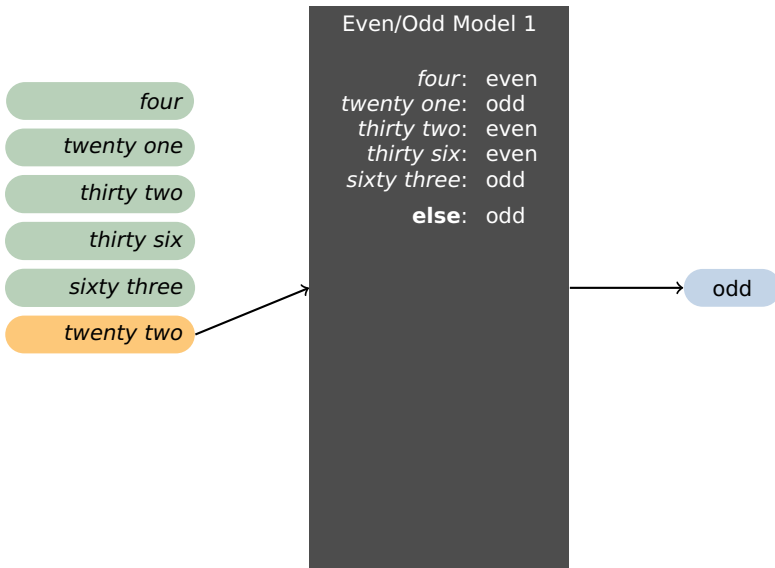 Even/Odd Model 1
four
twenty one
thirty two
thirty six
sixty three
twenty two
four: even
twenty one: odd
thirty two: even
thirty six: even
sixty three: odd
else: odd
odd